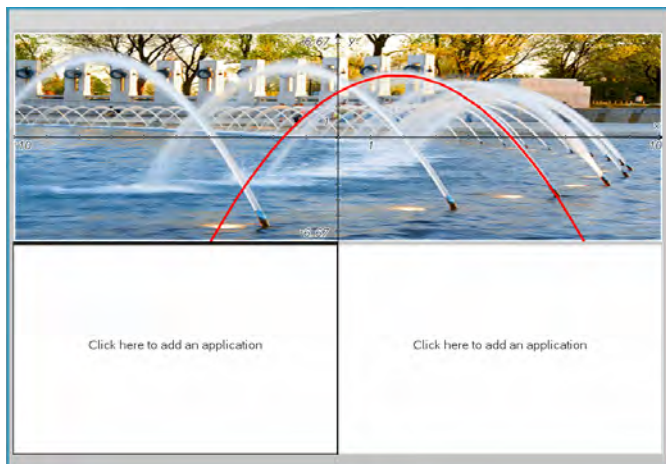 6.67 y
1
x
-10 1 10
-6.67
Click here to add an application Click here to add an application